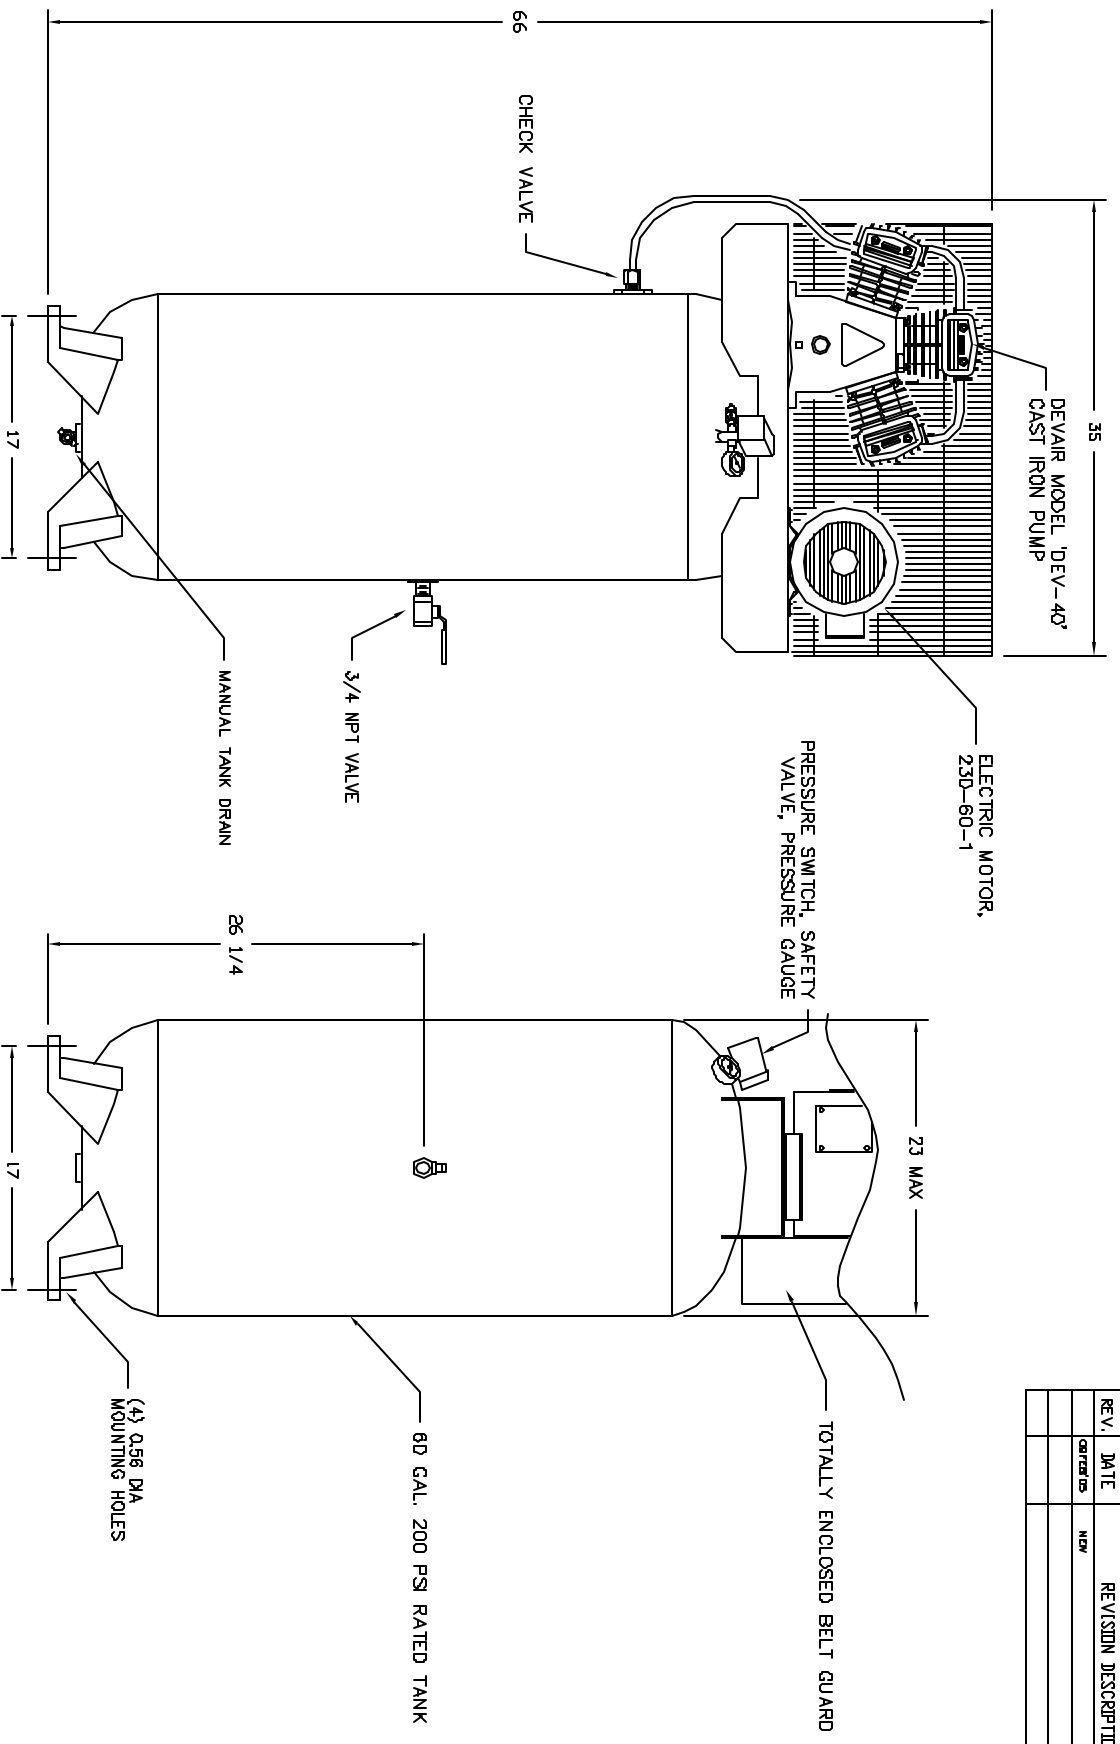 66
CHECK VALVE
35
DEVAIR MODEL 'DEV-40'
CAST IRON PUMP
17
MANUAL TANK DRAIN
3/4 NPT VALVE
ELECTRIC MOTOR,
230-60-1
PRESSURE SWITCH, SAFETY
VALVE, PRESSURE GAUGE
26 1/4
23 MAX
17
(4) 0.56 DIA
MOUNTING HOLES
60 GAL. 200 PSI RATED TANK
TOTALLY ENCLOSED BELT GUARD
REV. DATE REVISION DESCRIPTIO
NEW